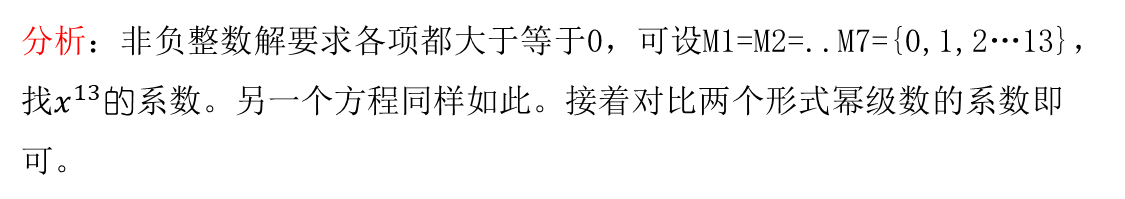 分析：非负整数解要求各项都大于等于0，可设M1=M2=..M7={0,1,2…13}，
找x¹³的系数。另一个方程同样如此。接着对比两个形式幂级数的系数即
可。